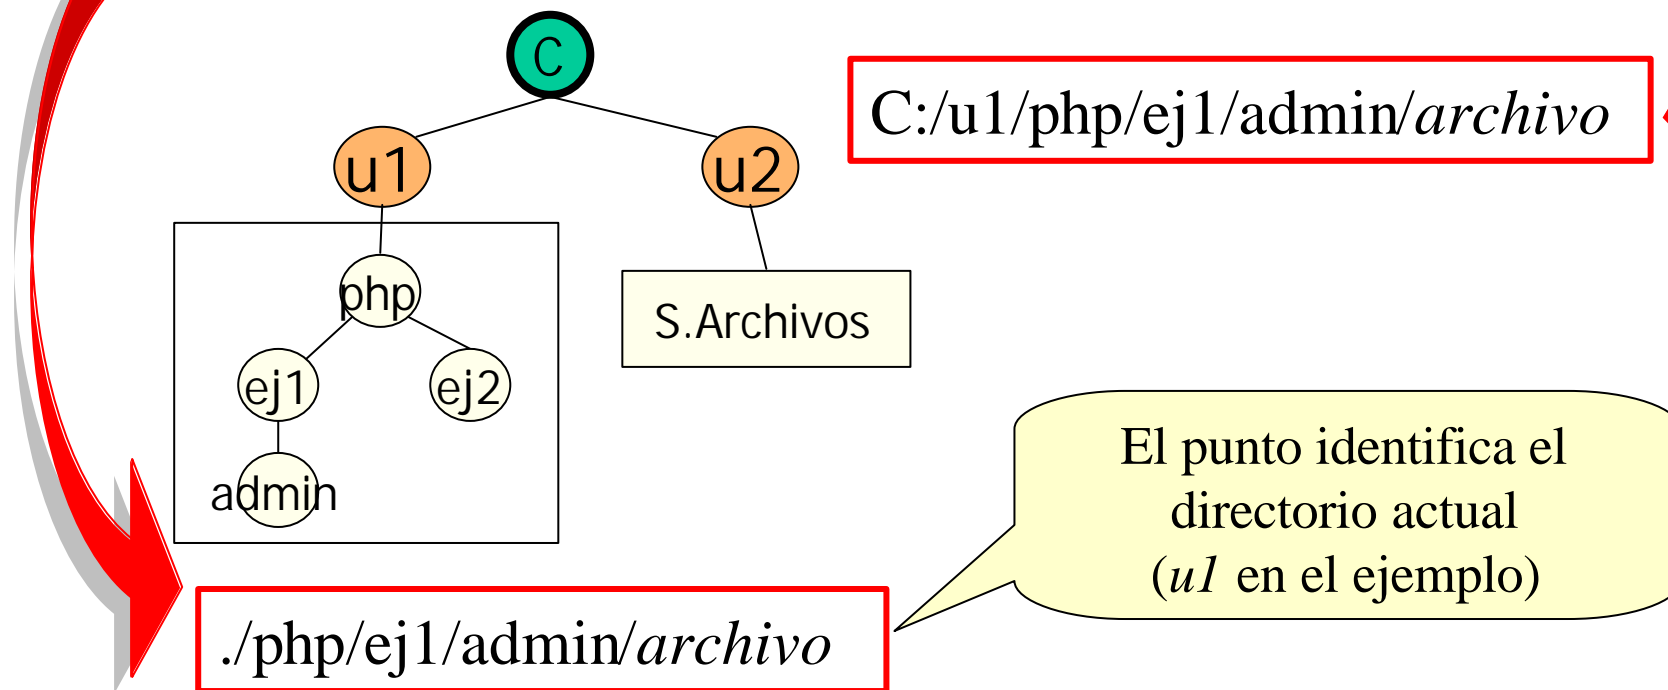 C
C:/u1/php/ej1/admin/archivo
u1
u2
php
S.Archivos
ej1
ej2
admin
El punto identifica el
directorio actual
(u1 en el ejemplo)
./php/ej1/admin/archivo